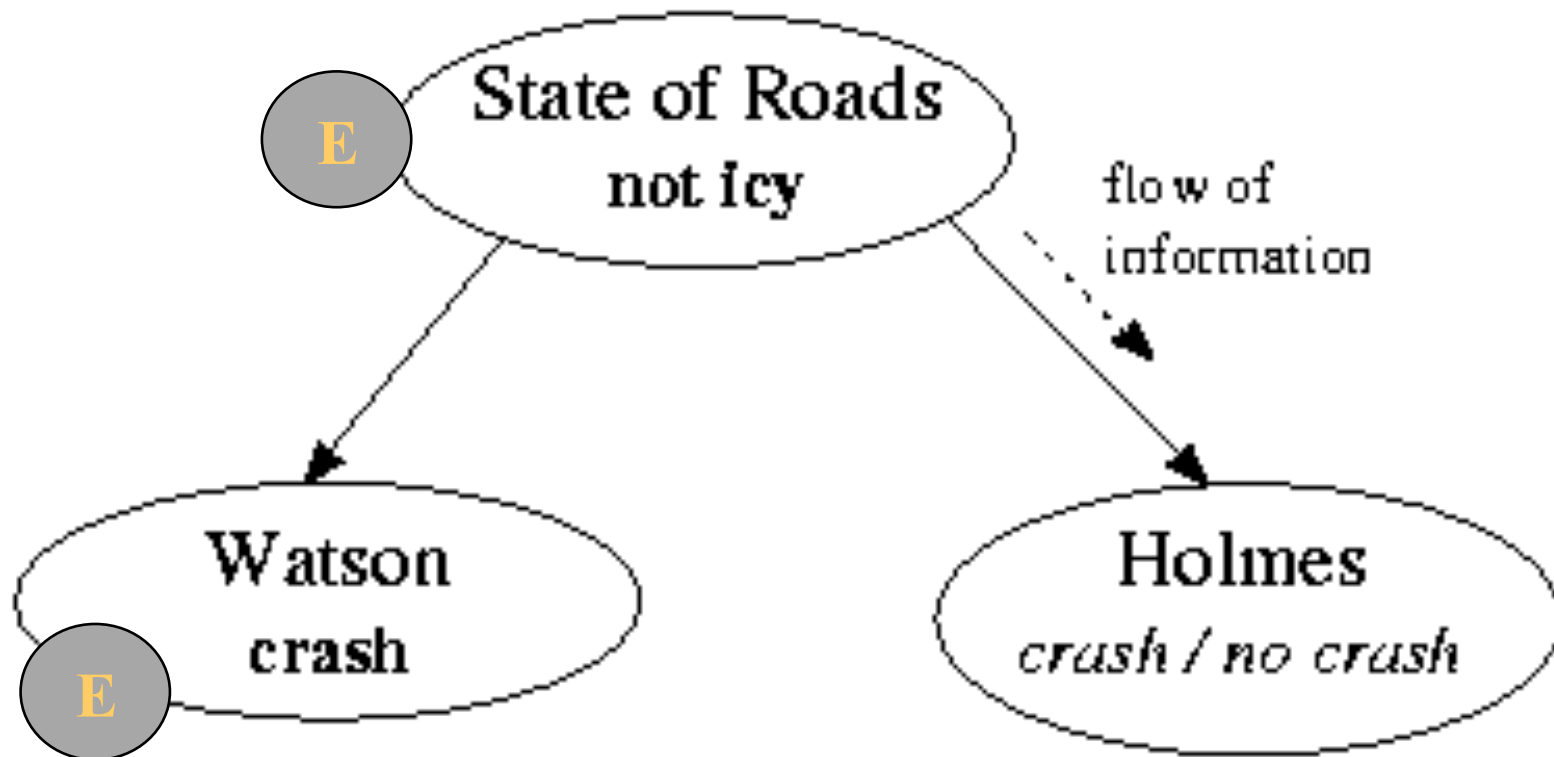 E
State of Roads
not icy
flow of
information
Watson
crash
E
Holmes
crash / no crash